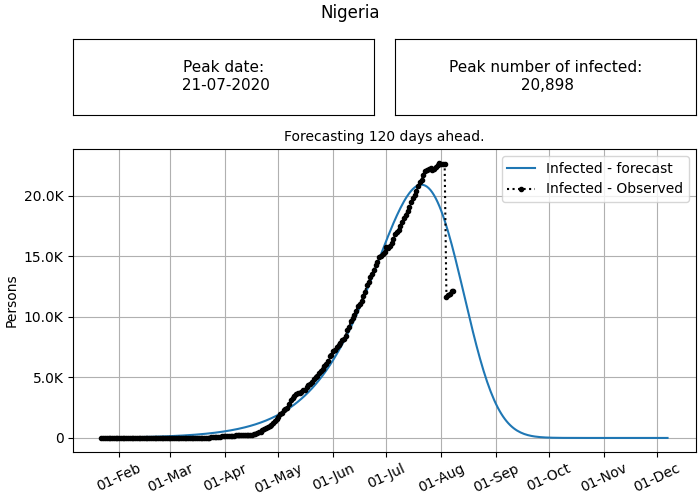 Nigeria
Peak date:
21-07-2020
Peak number of infected:
20,898
Forecasting 120 days ahead.
Infected - forecast
Infected - Observed
20.0K
15.0K
10.0K
5.0K
0
Persons
01-Feb
01-Mar
01-Apr
01-May
01-Jun
01-Jul
01-Aug
01-Sep
01-Oct
01-Nov
01-Dec